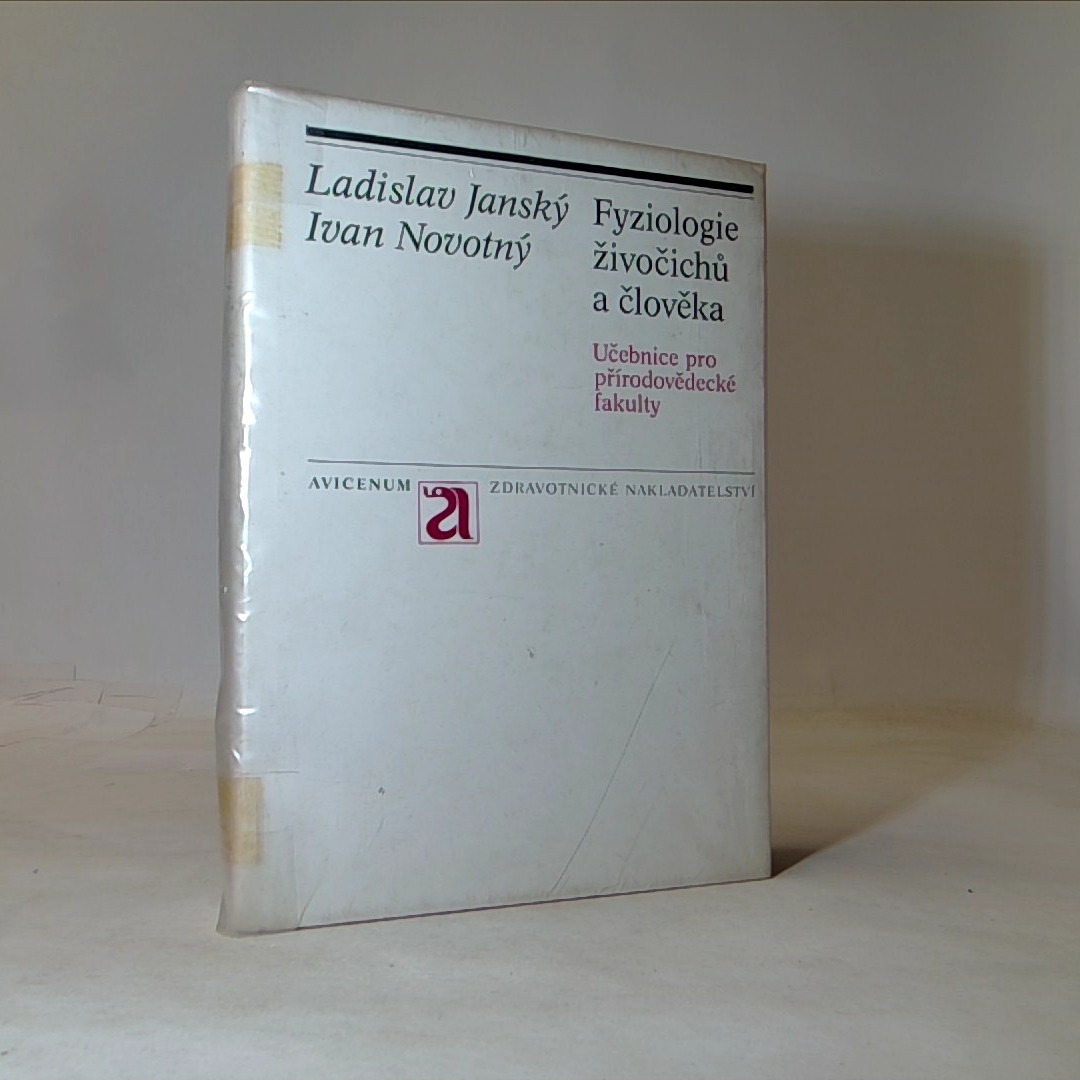 Ladislav Janský
Ivan Novotný
Fyziologie
živočichů
a člověka
Učebnice pro
přírodovědecké
fakulty
AVICENUM
ZDRAVOTNICKÉ NAKLADATELSTVÍ